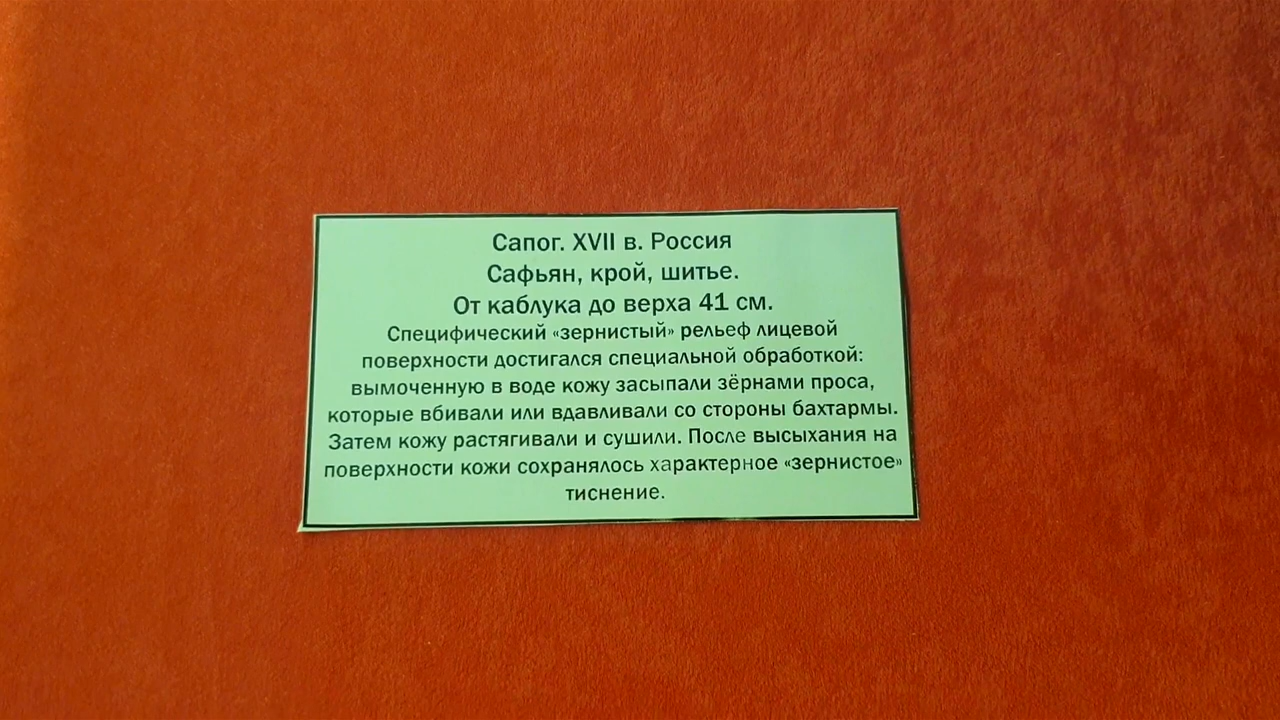 Сапог. XVII в. Россия
Сафьян, крой, шитье.
От каблука до верха 41 см.
Специфический «зернистый» рельеф лицевой
поверхности достигался специальной обработкой:
вымоченную в воде кожу засыпали зёрнами проса,
которые вбивали или вдавливали со стороны бахтармы.
Затем кожу растягивали и сушили. После высыхания на
поверхности кожи сохранялось характерное «зернистое»
тиснение.